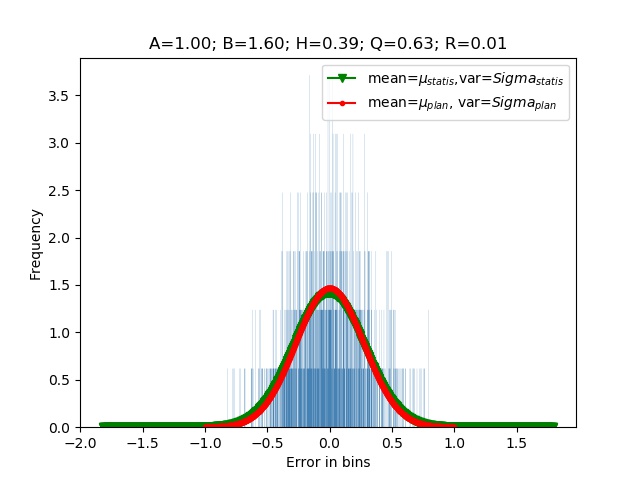 A=1.00; B=1.60; H=0.39; Q=0.63; R=0.01
mean=μstatis,var=Sigmastatis
mean=μplan, var=Sigmaplan
3.5
3.0
2.5
2.0
1.5
1.0
0.5
0.0
Frequency
−2.0 −1.5 −1.0 −0.5 0.0 0.5 1.0 1.5
Error in bins